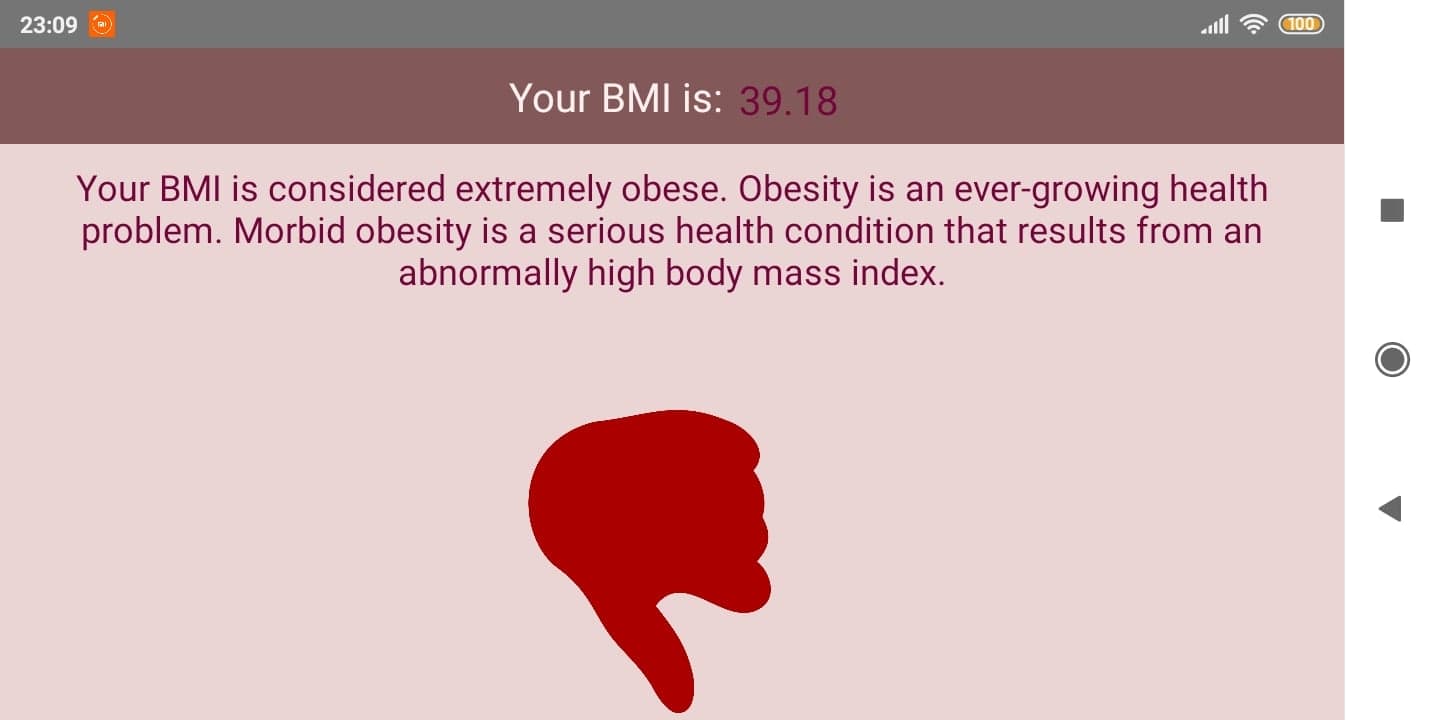 23:09
100
Your BMI is: 39.18
Your BMI is considered extremely obese. Obesity is an ever-growing health
problem. Morbid obesity is a serious health condition that results from an
abnormally high body mass index.